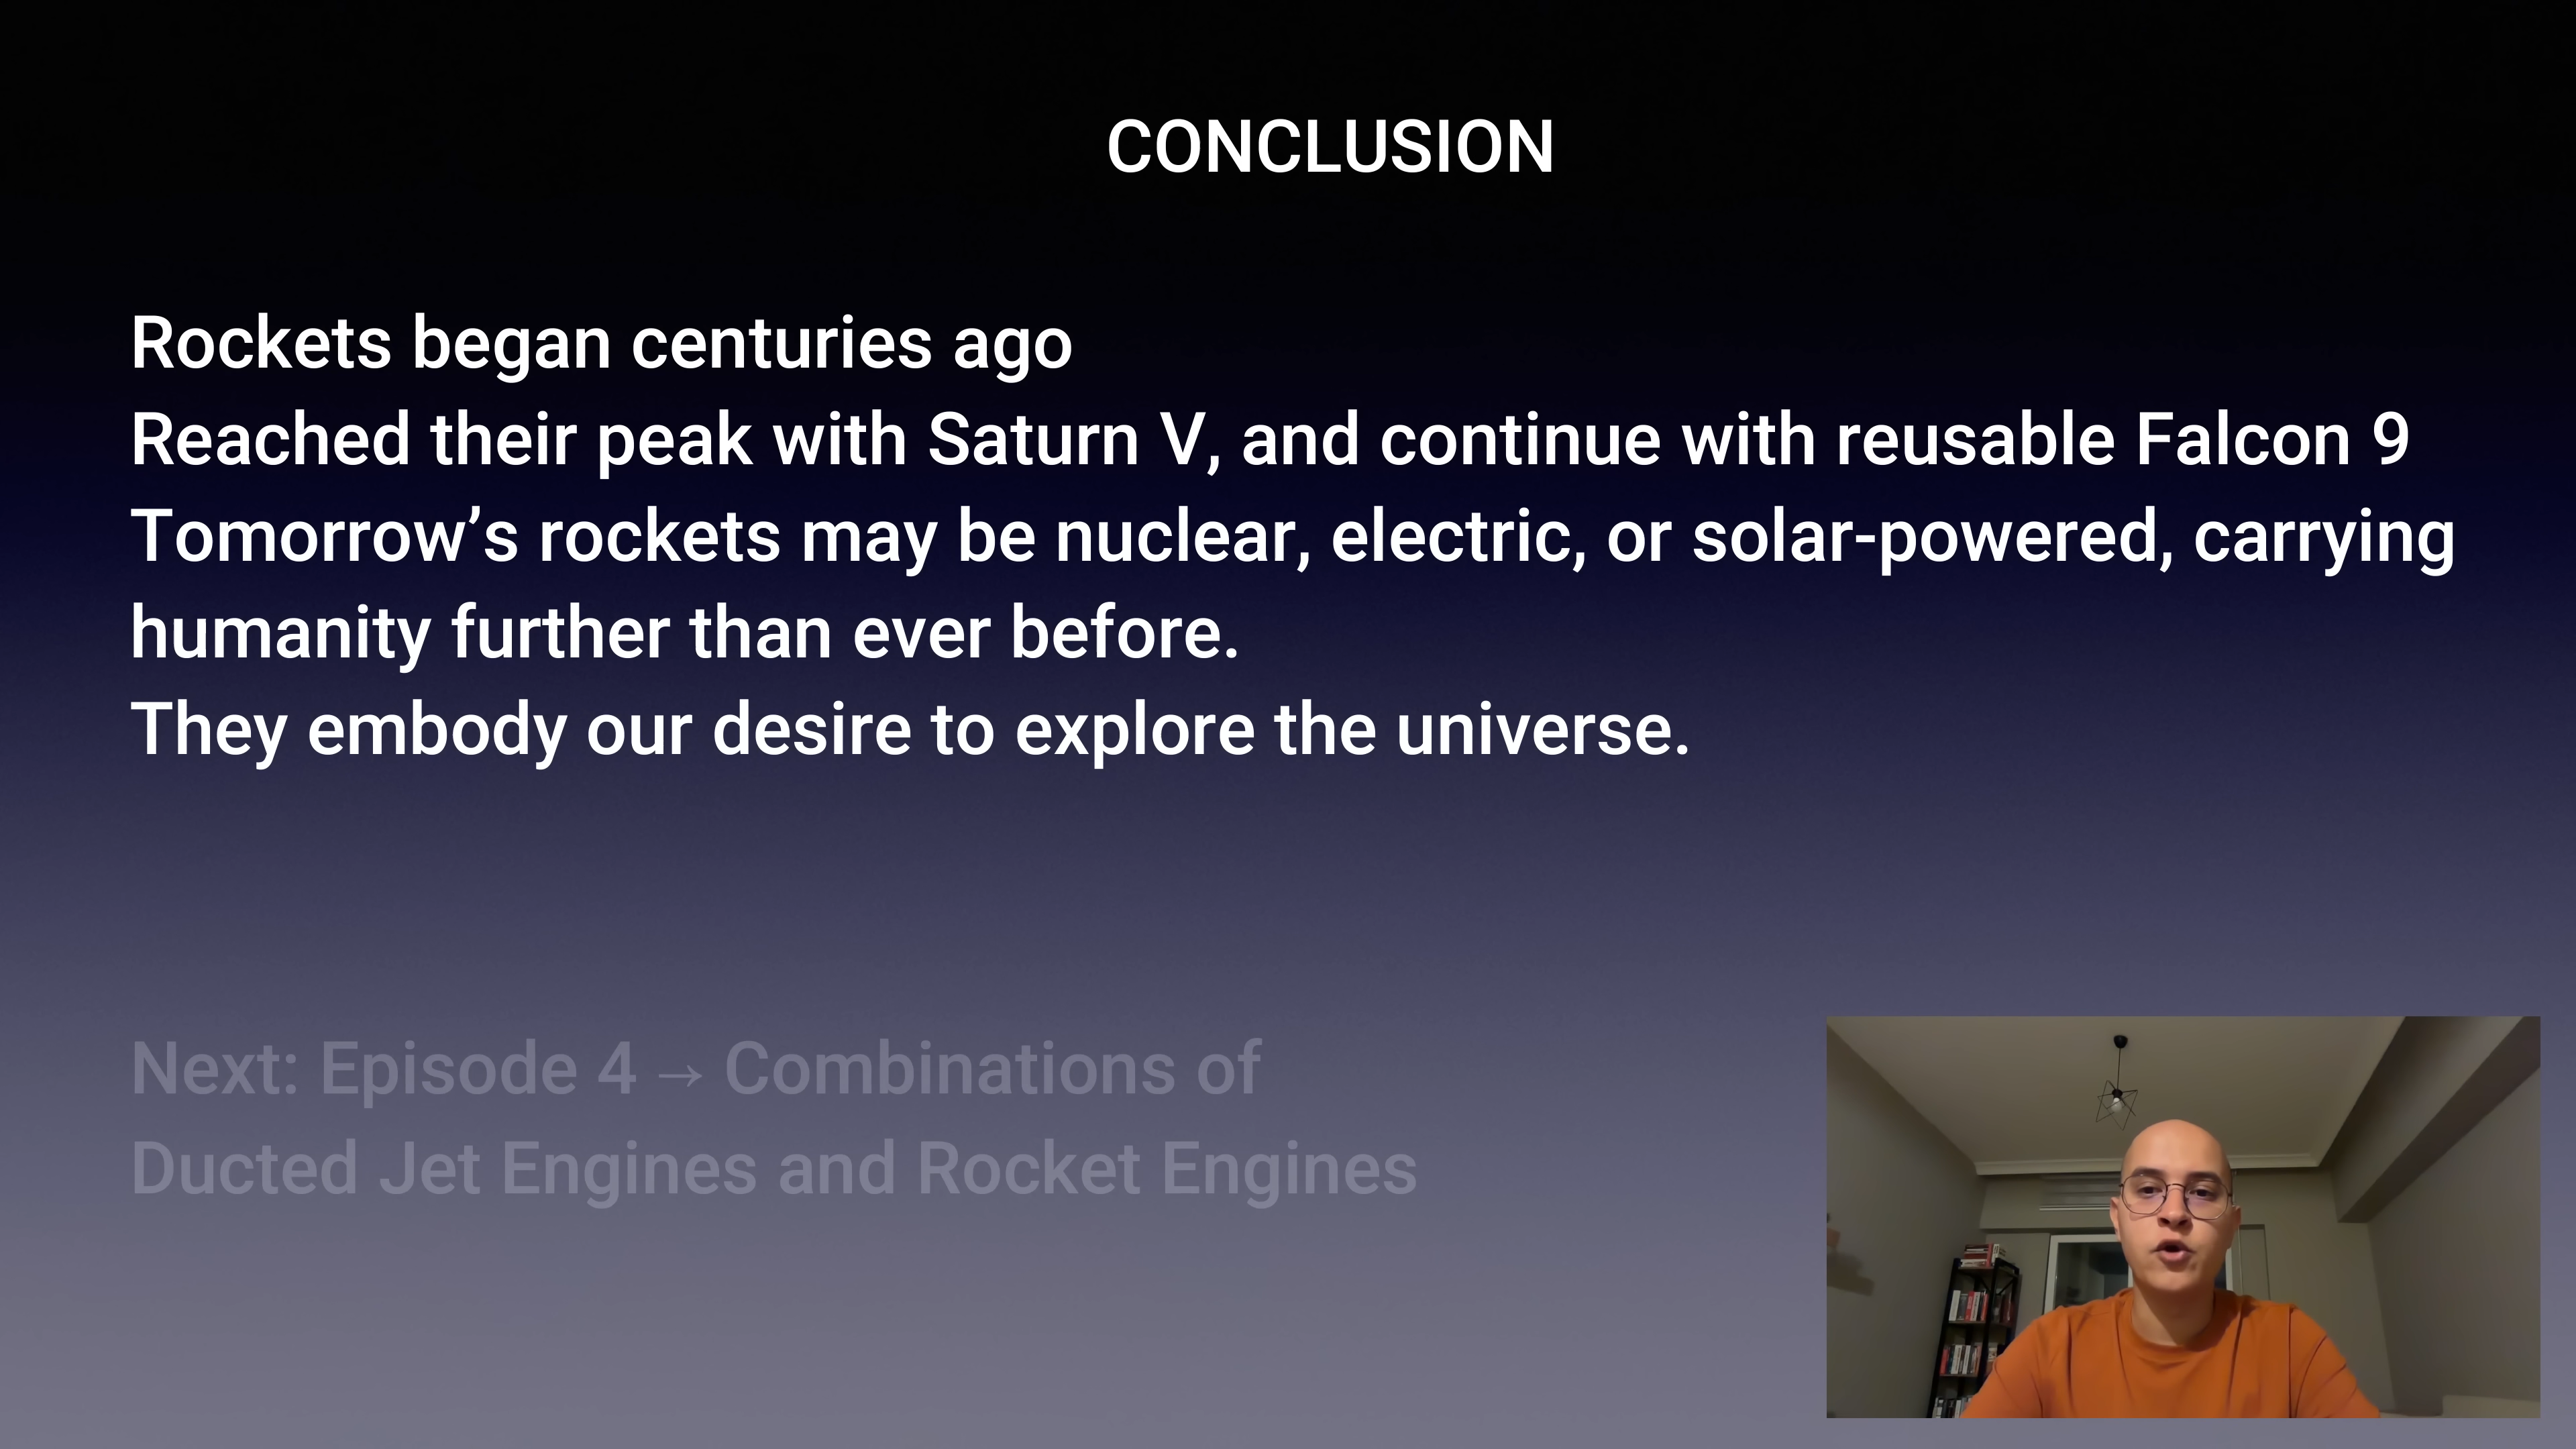 CONCLUSION
Rockets began centuries ago
Reached their peak with Saturn V, and continue with reusable Falcon 9
Tomorrow’s rockets may be nuclear, electric, or solar-powered, carrying
humanity further than ever before.
They embody our desire to explore the universe.
Next: Episode 4 → Combinations of
Ducted Jet Engines and Rocket Engines